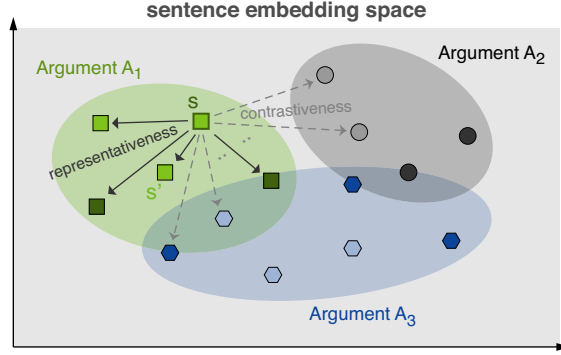 sentence embedding space
Argument A₂
Argument A₁
s
contrastiveness
representativeness
s'
Argument A₃